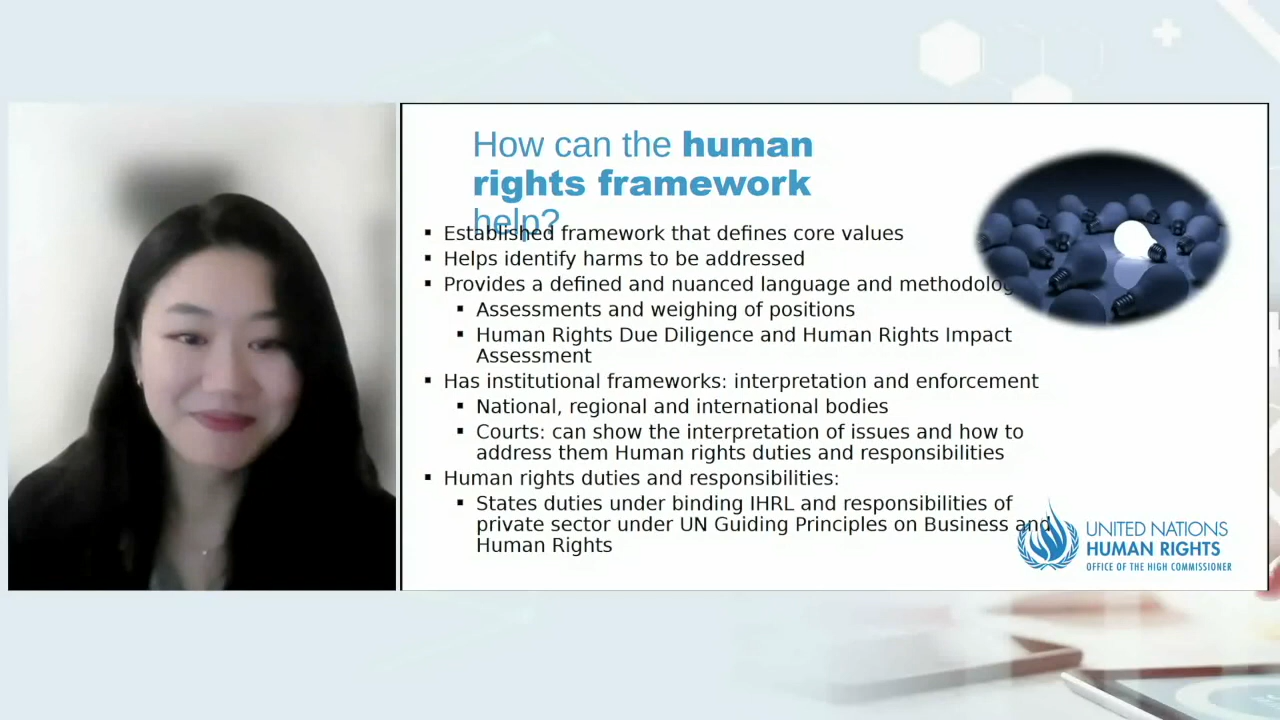 How can the human
rights framework
help?
Established framework that defines core values
Helps identify harms to be addressed
Provides a defined and nuanced language and
Assessments and weighing of positions
Human Rights Due Diligence and Human Rights Impact
Assessment
Has institutional frameworks: interpretation and enforcement
National, regional and international bodies
Courts: can show the interpretation of issues and how to
address them Human rights duties and responsibilities
Human rights duties and responsibilities:
States duties under binding IHRL and responsibilities of
private sector under UN Guiding Principles on Business and
Human Rights
UNITED NATIONS
HUMAN RIGHTS
OFFICE OF THE HIGH COMMISSIONER